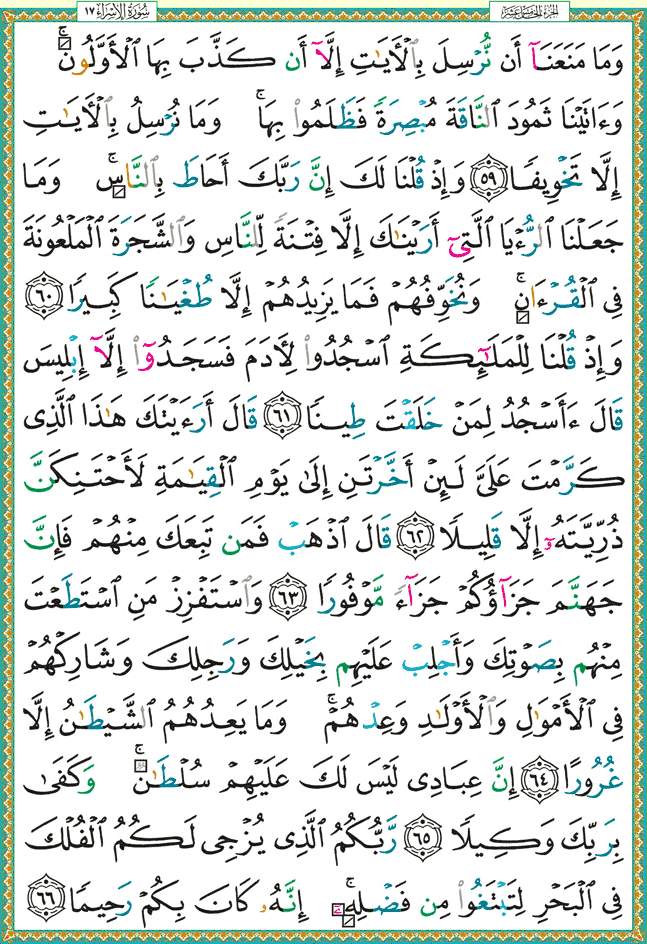 سُورَةُ الإِسْرَاء ١٧
الجزء الخامس عشر
وَمَا مَنَعَنَآ أَن نُّرْسِلَ بِٱلْأَيَـٰتِ إِلَّآ أَن كَذَّبَ بِهَا ٱلْأَوَّلُونَۚ
وَءَاتَيْنَا ثَمُودَ ٱلنَّاقَةَ مُبْصِرَةً فَظَلَمُوا۟ بِهَاۚ وَمَا نُرْسِلُ بِٱلْأَيَـٰتِ
إِلَّا تَخْوِيفًا ٥٩ وَإِذْ قُلْنَا لَكَ إِنَّ رَبَّكَ أَحَاطَ بِٱلنَّاسِۚ وَمَا
جَعَلْنَا ٱلرُّءْيَا ٱلَّتِىٓ أَرَيْنَـٰكَ إِلَّا فِتْنَةً لِّلنَّاسِ وَٱلشَّجَرَةَ ٱلْمَلْعُونَةَ
فِى ٱلْقُرْءَانِۚ وَنُخَوِّفُهُمْ فَمَا يَزِيدُهُمْ إِلَّا طُغْيَـٰنًا كَبِيرًا ٦٠
وَإِذْ قُلْنَا لِلْمَلَـٰٓئِكَةِ ٱسْجُدُوا۟ لِأَدَمَ فَسَجَدُوٓا۟ إِلَّآ إِبْلِيسَ
قَالَ ءَأَسْجُدُ لِمَنْ خَلَقْتَ طِينًا ٦١ قَالَ أَرَءَيْتَكَ هَـٰذَا ٱلَّذِى
كَرَّمْتَ عَلَىَّ لَئِنْ أَخَّرْتَنِ إِلَىٰ يَوْمِ ٱلْقِيَـٰمَةِ لَأَحْتَنِكَنَّ
ذُرِّيَّتَهُۥٓ إِلَّا قَلِيلًا ٦٢ قَالَ ٱذْهَبْ فَمَن تَبِعَكَ مِنْهُمْ فَإِنَّ
جَهَنَّمَ جَزَآؤُكُمْ جَزَآءً مَّوْفُورًا ٦٣ وَٱسْتَفْزِزْ مَنِ ٱسْتَطَعْتَ
مِنْهُم بِصَوْتِكَ وَأَجْلِبْ عَلَيْهِم بِخَيْلِكَ وَرَجِلِكَ وَشَارِكْهُمْ
فِى ٱلْأَمْوَٰلِ وَٱلْأَوْلَـٰدِ وَعِدْهُمْۚ وَمَا يَعِدُهُمُ ٱلشَّيْطَـٰنُ إِلَّا
غُرُورًا ٦٤ إِنَّ عِبَادِى لَيْسَ لَكَ عَلَيْهِمْ سُلْطَـٰنٌۚ وَكَفَىٰ
بِرَبِّكَ وَكِيلًا ٦٥ رَّبُّكُمُ ٱلَّذِى يُزْجِى لَكُمُ ٱلْفُلْكَ
فِى ٱلْبَحْرِ لِتَبْتَغُوا۟ مِن فَضْلِهِۦٓۚ إِنَّهُۥ كَانَ بِكُمْ رَحِيمًا ٦٦